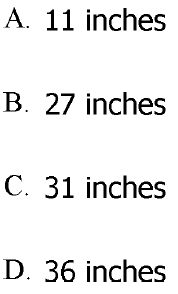 A. 11 inches
B. 27 inches
C. 31 inches
D. 36 inches